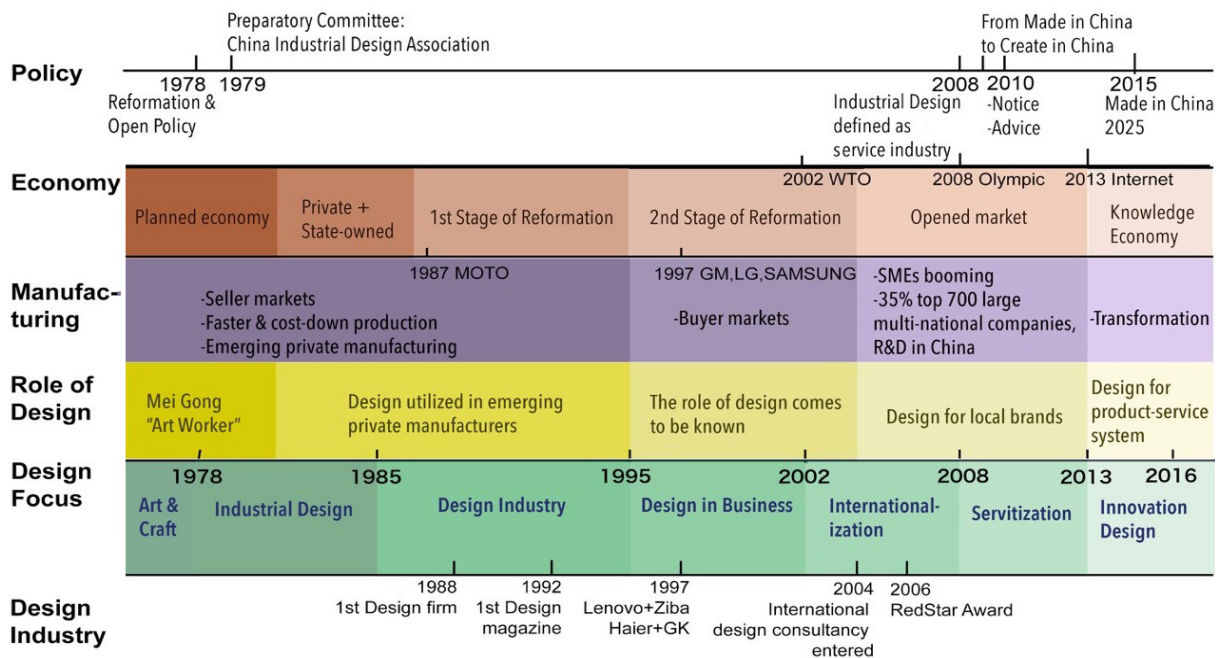 Preparatory Committee:
China Industrial Design Association
From Made in China
to Create in China
Policy
1978
1979
2008
2010
2015
Reformation &
Open Policy
Industrial Design
defined as
service industry
-Notice
-Advice
Made in China
2025
Economy
2002 WTO
2008 Olympic
2013 Internet
Planned economy
Private +
State-owned
1st Stage of Reformation
2nd Stage of Reformation
Opened market
Knowledge
Economy
Manufac-
turing
1987 MOTO
-Seller markets
-Faster & cost-down production
-Emerging private manufacturing
1997 GM,LG,SAMSUNG
-Buyer markets
-SMEs booming
-35% top 700 large
multi-national companies,
R&D in China
-Transformation
Role of
Design
Mei Gong
"Art Worker"
Design utilized in emerging
private manufacturers
The role of design comes
to be known
Design for local brands
Design for
product-service
system
Design
Focus
1978
1985
1995
2002
2008
2013
2016
Art &
Craft
Industrial Design
Design Industry
Design in Business
International-
ization
Servitization
Innovation
Design
Design
Industry
1988
1st Design firm
1992
1st Design
magazine
1997
Lenovo+Ziba
Haier+GK
2004
International
design consultancy
entered
2006
RedStar Award